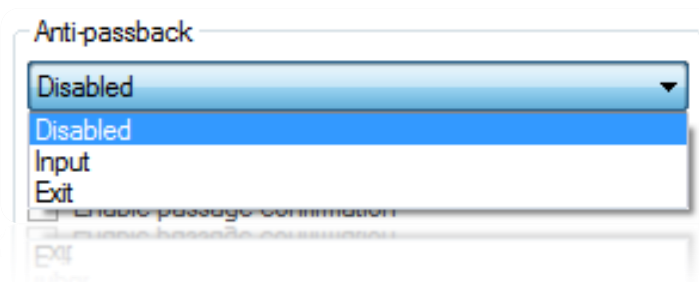 Anti-passback
Disabled
Disabled
Input
Exit
Enable passage confirmation